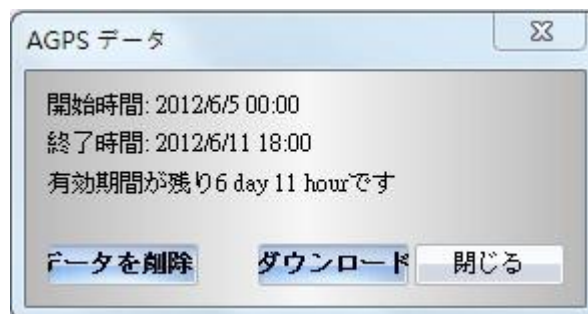 AGPS データ
開始時間: 2012/6/5 00:00
終了時間: 2012/6/11 18:00
有効期間が残り6 day 11 hourです
データを削除 ダウンロード 閉じる